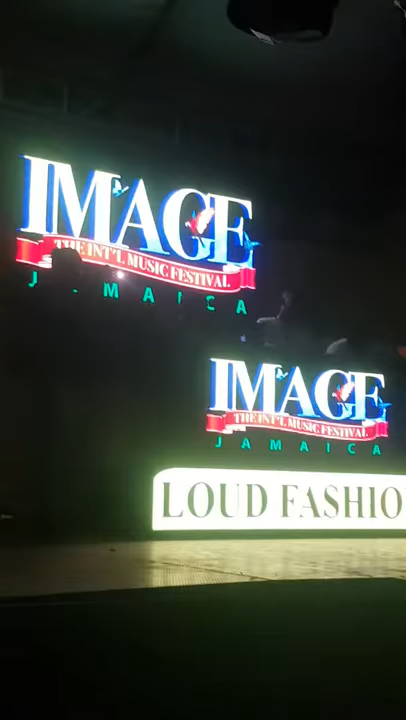 IMAGE
THE INT'L MUSIC FESTIVAL
JAMAICA
IMAGE
THE INT'L MUSIC FESTIVAL
JAMAICA
LOUD FASHIO